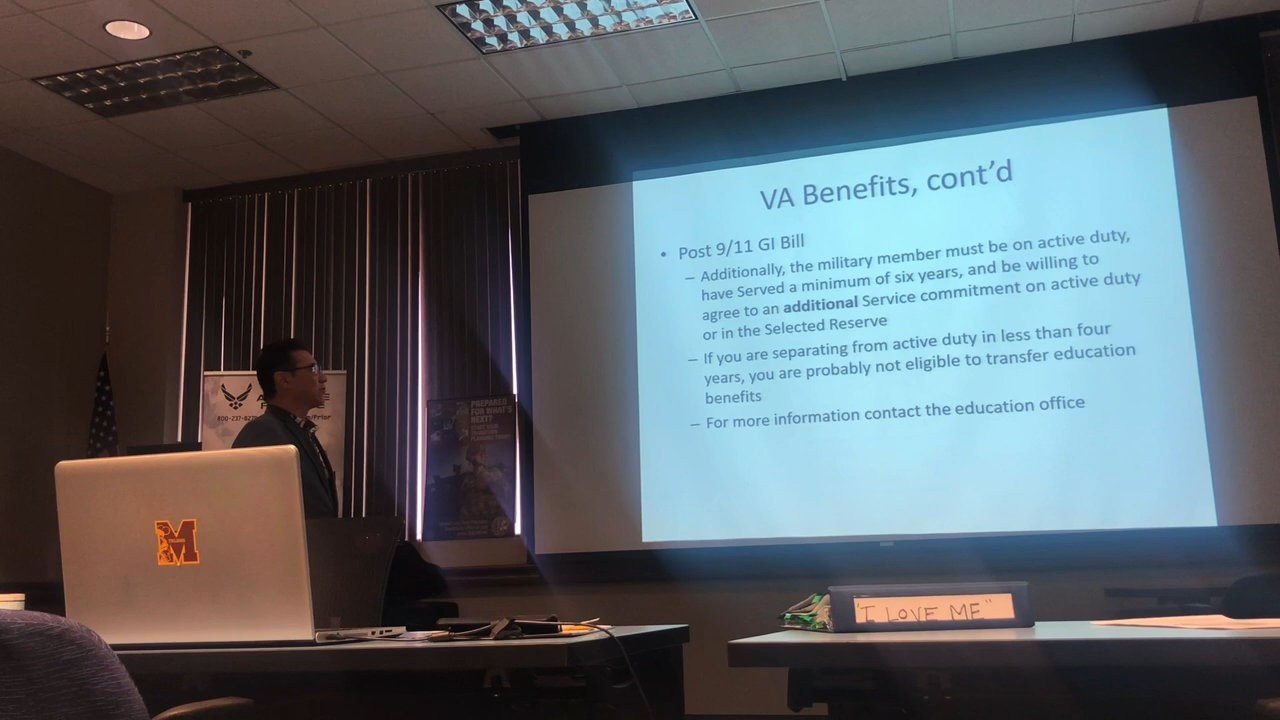 VA Benefits, cont'd
• Post 9/11 GI Bill
– Additionally, the military member must be on active duty,
have Served a minimum of six years, and be willing to
agree to an additional Service commitment on active duty
or in the Selected Reserve
– If you are separating from active duty in less than four
years, you are probably not eligible to transfer education
benefits
– For more information contact the education office
PREPARED
FOR WHAT'S
NEXT?
M
"I LOVE ME"